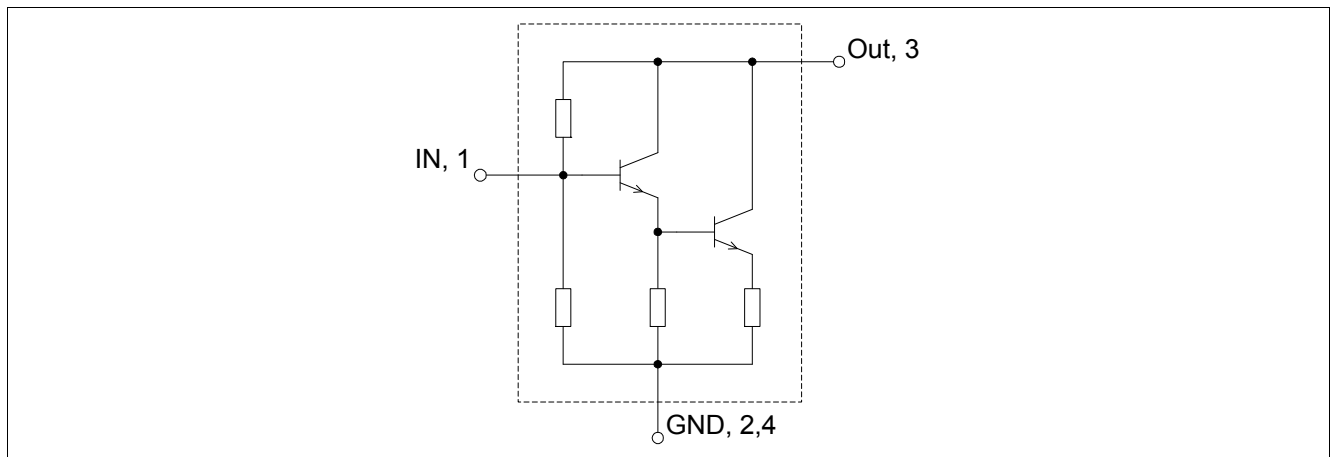 Out, 3
IN, 1
GND, 2,4